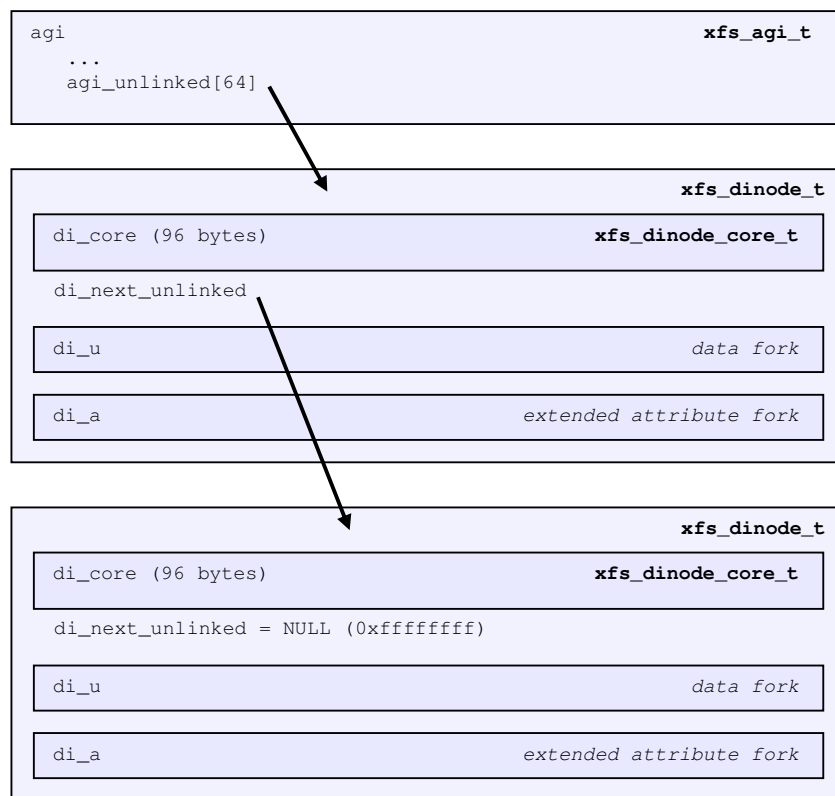 agi xfs_agi_t
...
agi_unlinked[64]
xfs_dinode_t
di_core (96 bytes) xfs_dinode_core_t
di_next_unlinked
di_u data fork
di_a extended attribute fork
xfs_dinode_t
di_core (96 bytes) xfs_dinode_core_t
di_next_unlinked = NULL (0xffffffff)
di_u data fork
di_a extended attribute fork